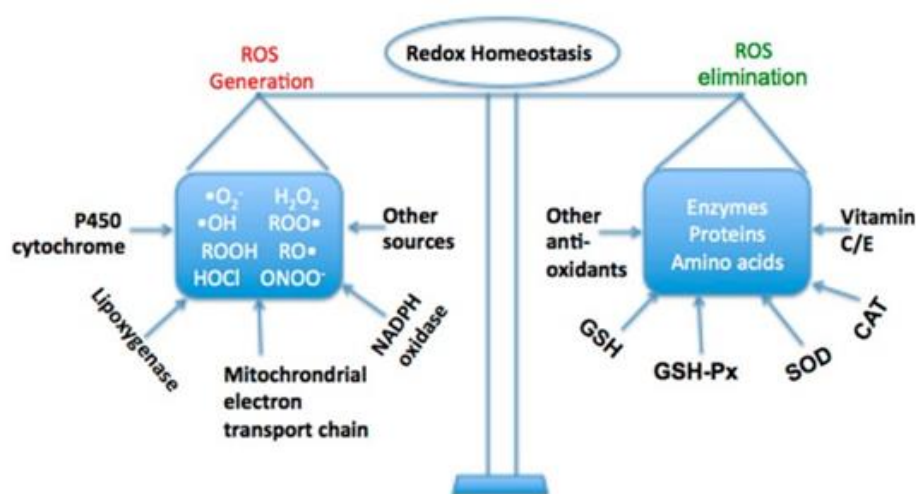 Redox Homeostasis
ROS
Generation
ROS
elimination
•O₂⁻ H₂O₂
•OH ROO•
ROOH RO•
HOCl ONOO⁻
P450
cytochrome
Other
sources
Lipoxygenase
Mitochrondrial
electron
transport chain
NADPH
oxidase
Enzymes
Proteins
Amino acids
Other
anti-
oxidants
Vitamin
C/E
GSH
GSH-Px
SOD
CAT